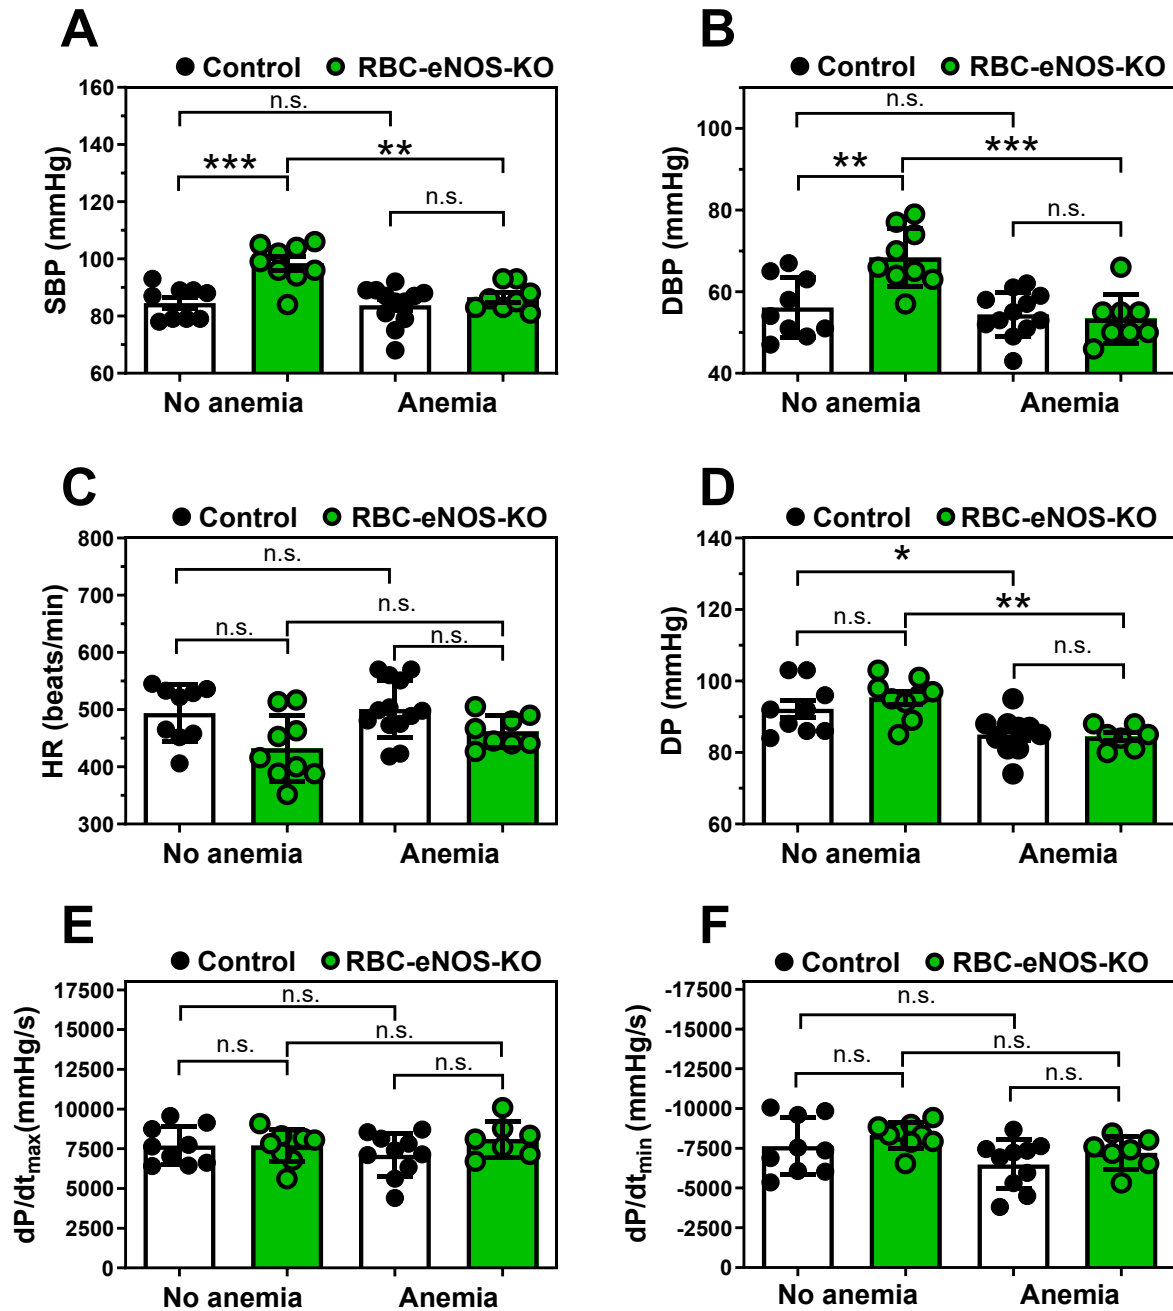 A
B
Control RBC-eNOS-KO
Control RBC-eNOS-KO
SBP (mmHg)
160
140
120
100
80
60
n.s.
***
**
n.s.
No anemia Anemia
DBP (mmHg)
100
80
60
40
n.s.
**
***
n.s.
No anemia Anemia
C
D
Control RBC-eNOS-KO
Control RBC-eNOS-KO
HR (beats/min)
800
700
600
500
400
300
n.s.
n.s.
n.s.
n.s.
No anemia Anemia
DP (mmHg)
140
120
100
80
60
*
**
n.s.
n.s.
No anemia Anemia
E
F
Control RBC-eNOS-KO
Control RBC-eNOS-KO
dP/dtmax(mmHg/s)
17500
15000
12500
10000
7500
5000
2500
0
n.s.
n.s.
n.s.
n.s.
No anemia Anemia
dP/dtmin (mmHg/s)
-17500
-15000
-12500
-10000
-7500
-5000
-2500
0
n.s.
n.s.
n.s.
n.s.
No anemia Anemia